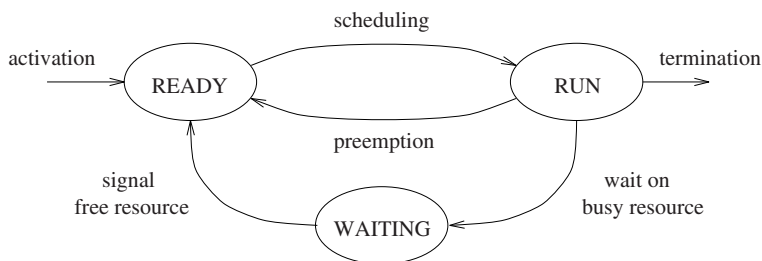 scheduling
activation
termination
READY
RUN
preemption
signal
free resource
wait on
busy resource
WAITING